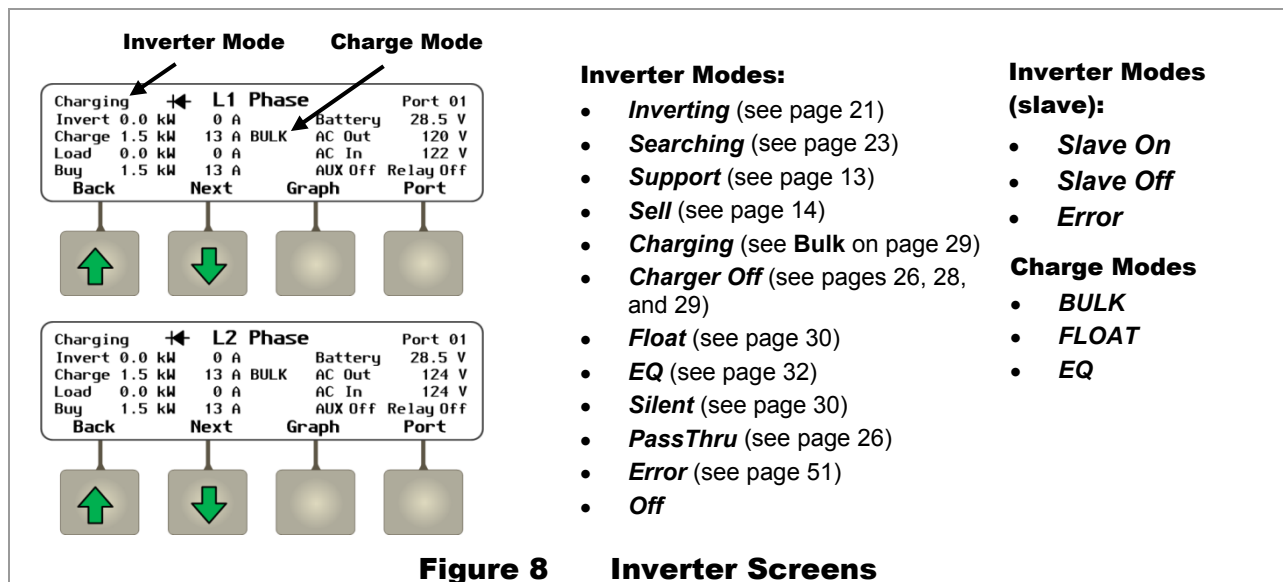 Inverter Mode Charge Mode
Charging L1 Phase Port 01
Invert 0.0 kW 0 A Battery 28.5 V
Charge 1.5 kW 13 A BULK AC Out 120 V
Load 0.0 kW 0 A AC In 122 V
Buy 1.5 kW 13 A AUX Off Relay Off
Back Next Graph Port
Charging L2 Phase Port 01
Invert 0.0 kW 0 A Battery 28.5 V
Charge 1.5 kW 13 A BULK AC Out 124 V
Load 0.0 kW 0 A AC In 124 V
Buy 1.5 kW 13 A AUX Off Relay Off
Back Next Graph Port
Inverter Modes:
• Inverting (see page 21)
• Searching (see page 23)
• Support (see page 13)
• Sell (see page 14)
• Charging (see Bulk on page 29)
• Charger Off (see pages 26, 28,
and 29)
• Float (see page 30)
• EQ (see page 32)
• Silent (see page 30)
• PassThru (see page 26)
• Error (see page 51)
• Off
Inverter Modes
(slave):
• Slave On
• Slave Off
• Error
Charge Modes
• BULK
• FLOAT
• EQ
Figure 8 Inverter Screens